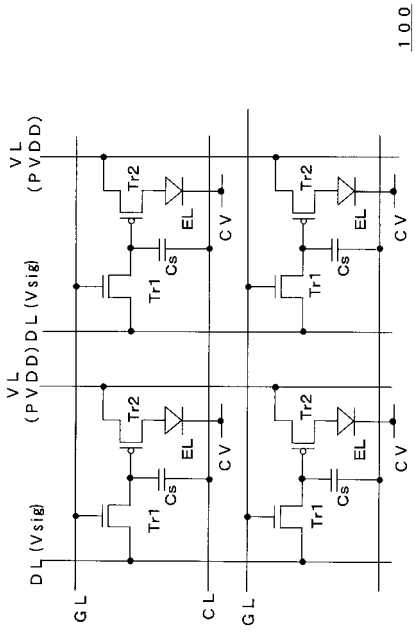 VL
(PVDD)
VL
(PVDD) DL (Vsig)
DL (Vsig)
GL
Tr1
Tr2
Cs
EL
CV
Tr1
Tr2
Cs
EL
CV
CL
GL
Tr1
Tr2
Cs
EL
CV
Tr1
Tr2
Cs
EL
CV
100